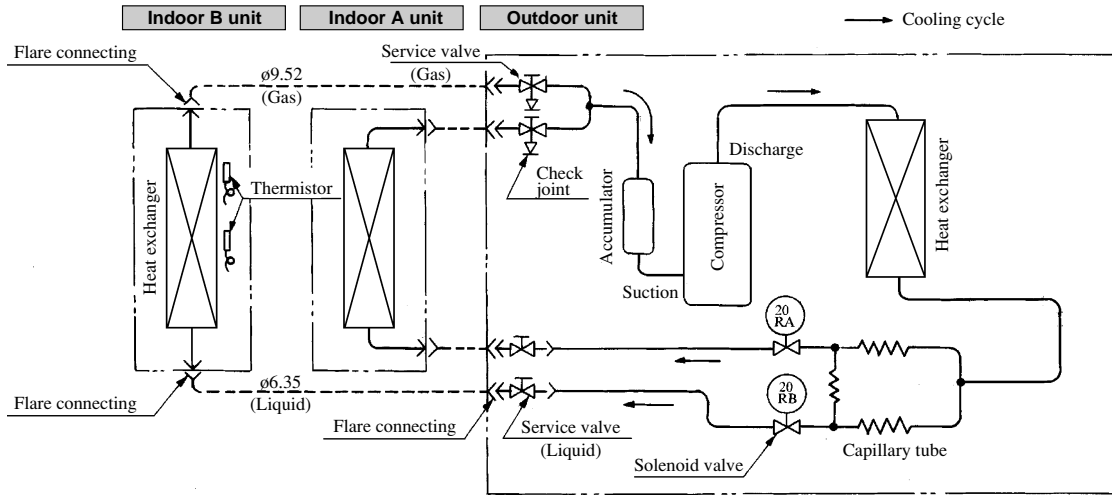 Indoor B unit
Indoor A unit
Outdoor unit
Cooling cycle
Flare connecting
Service valve
(Gas)
ø9.52
(Gas)
(Gas)
Discharge
Check
joint
Thermistor
Heat exchanger
Accumulator
Compressor
Heat exchanger
Suction
20
RA
ø6.35
(Liquid)
20
RB
Flare connecting
Flare connecting
Service valve
(Liquid)
Solenoid valve
Capillary tube